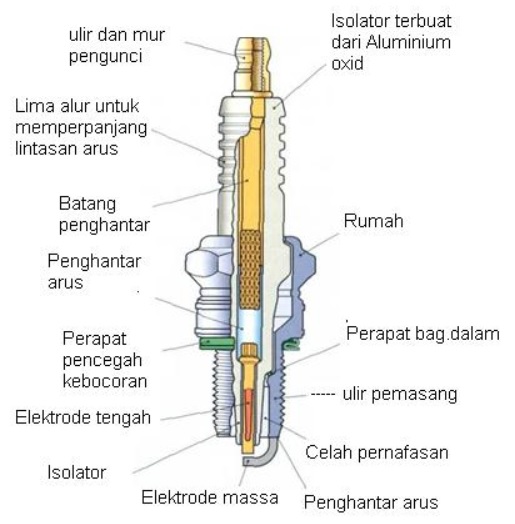 ulir dan mur
pengunci
Isolator terbuat
dari Aluminium
oxid
Lima alur untuk
memperpanjang
lintasan arus
Batang
penghantar
Rumah
Penghantar
arus
Perapat
pencegah
kebocoran
Perapat bag.dalam
----- ulir pemasang
Elektrode tengah
Celah pernafasan
Isolator
Elektrode massa
Penghantar arus